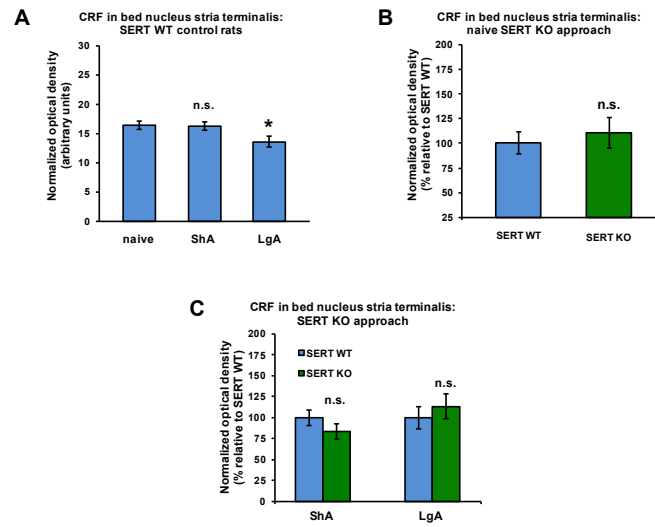 A
CRF in bed nucleus stria terminalis:
SERT WT control rats
Normalized optical density
(arbitrary units)
35
30
25
20
15
10
5
0
n.s.
*
naive
ShA
LgA
B
CRF in bed nucleus stria terminalis:
naive SERT KO approach
Normalized optical density
(% relative to SERT WT)
200
175
150
125
100
75
50
25
n.s.
SERT WT
SERT KO
C
CRF in bed nucleus stria terminalis:
SERT KO approach
Normalized optical density
(% relative to SERT WT)
200
175
150
125
100
75
50
25
0
SERT WT
SERT KO
n.s.
n.s.
ShA
LgA